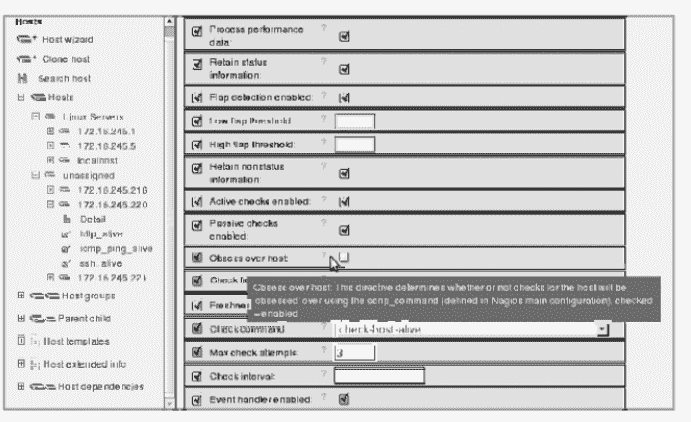 Hosts
Host wizard
Clone host
Search host
Hosts
Linux Servers
172.16.245.1
172.16.245.5
localhost
unassigned
172.16.245.216
172.16.245.220
Detail
http_alive
icmp_ping_alive
ssh_alive
172.16.245.221
Host groups
Parent child
Host templates
Host extended info
Host dependencies
Process performance ?
data:
Retain status ?
information:
Flap detection enabled: ?
Low flap threshold: ?
High flap threshold: ?
Retain nonstatus ?
information:
Active checks enabled: ?
Passive checks ?
enabled:
Obsess over host:
Obsess over host: The directive determines whether or not checks for the host will be
obsessed over using the ochp_command (defined in Nagios main configuration), checked
=enabled
Check
Check command:
check-host-alive
Max check attempts: ?
3
Check interval: ?
Event handler enabled: ?